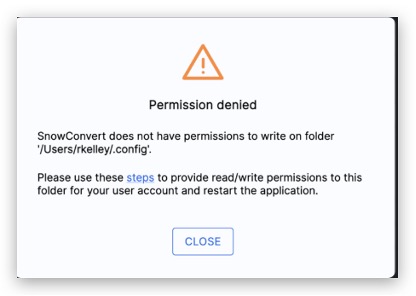 Permission denied
SnowConvert does not have permissions to write on folder
'/Users/rkelley/.config'.
Please use these steps to provide read/write permissions to this
folder for your user account and restart the application.
CLOSE